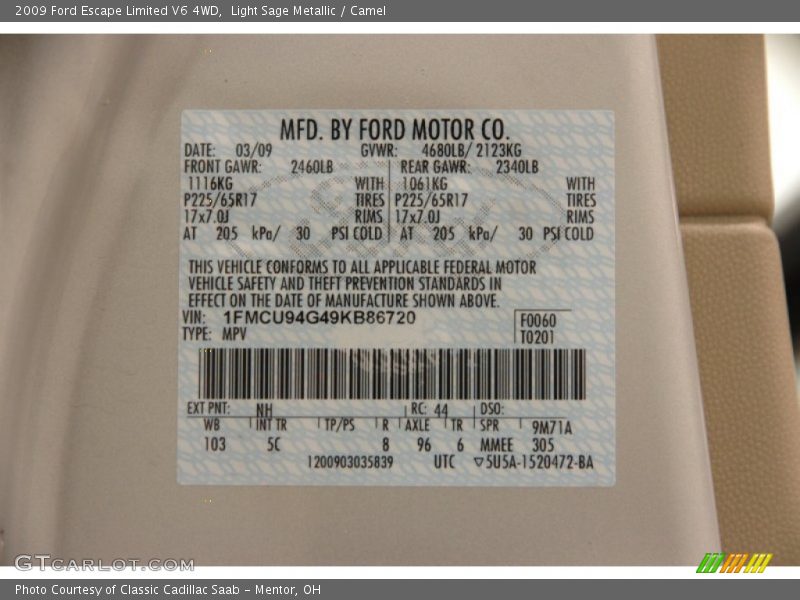 2009 Ford Escape Limited V6 4WD, Light Sage Metallic / Camel
MFD. BY FORD MOTOR CO.
DATE: 03/09 GVWR: 4680LB/ 2123KG
FRONT GAWR: 2460LB REAR GAWR: 2340LB
1116KG WITH 1061KG WITH
P225/65R17 TIRES P225/65R17 TIRES
17x7.0J RIMS 17x7.0J RIMS
AT 205 kPa/ 30 PSI COLD AT 205 kPa/ 30 PSI COLD
THIS VEHICLE CONFORMS TO ALL APPLICABLE FEDERAL MOTOR
VEHICLE SAFETY AND THEFT PREVENTION STANDARDS IN
EFFECT ON THE DATE OF MANUFACTURE SHOWN ABOVE.
VIN: 1FMCU94G49KB86720 F0060
TYPE: MPV T0201
EXT PNT: NH RC: 44 DSO:
WB INT TR TP/PS R AXLE TR SPR 9M71A
103 5C 8 96 6 MMEE 305
1200903035839 UTC ▽5U5A-1520472-BA
GTCARLOT.COM
Photo Courtesy of Classic Cadillac Saab - Mentor, OH